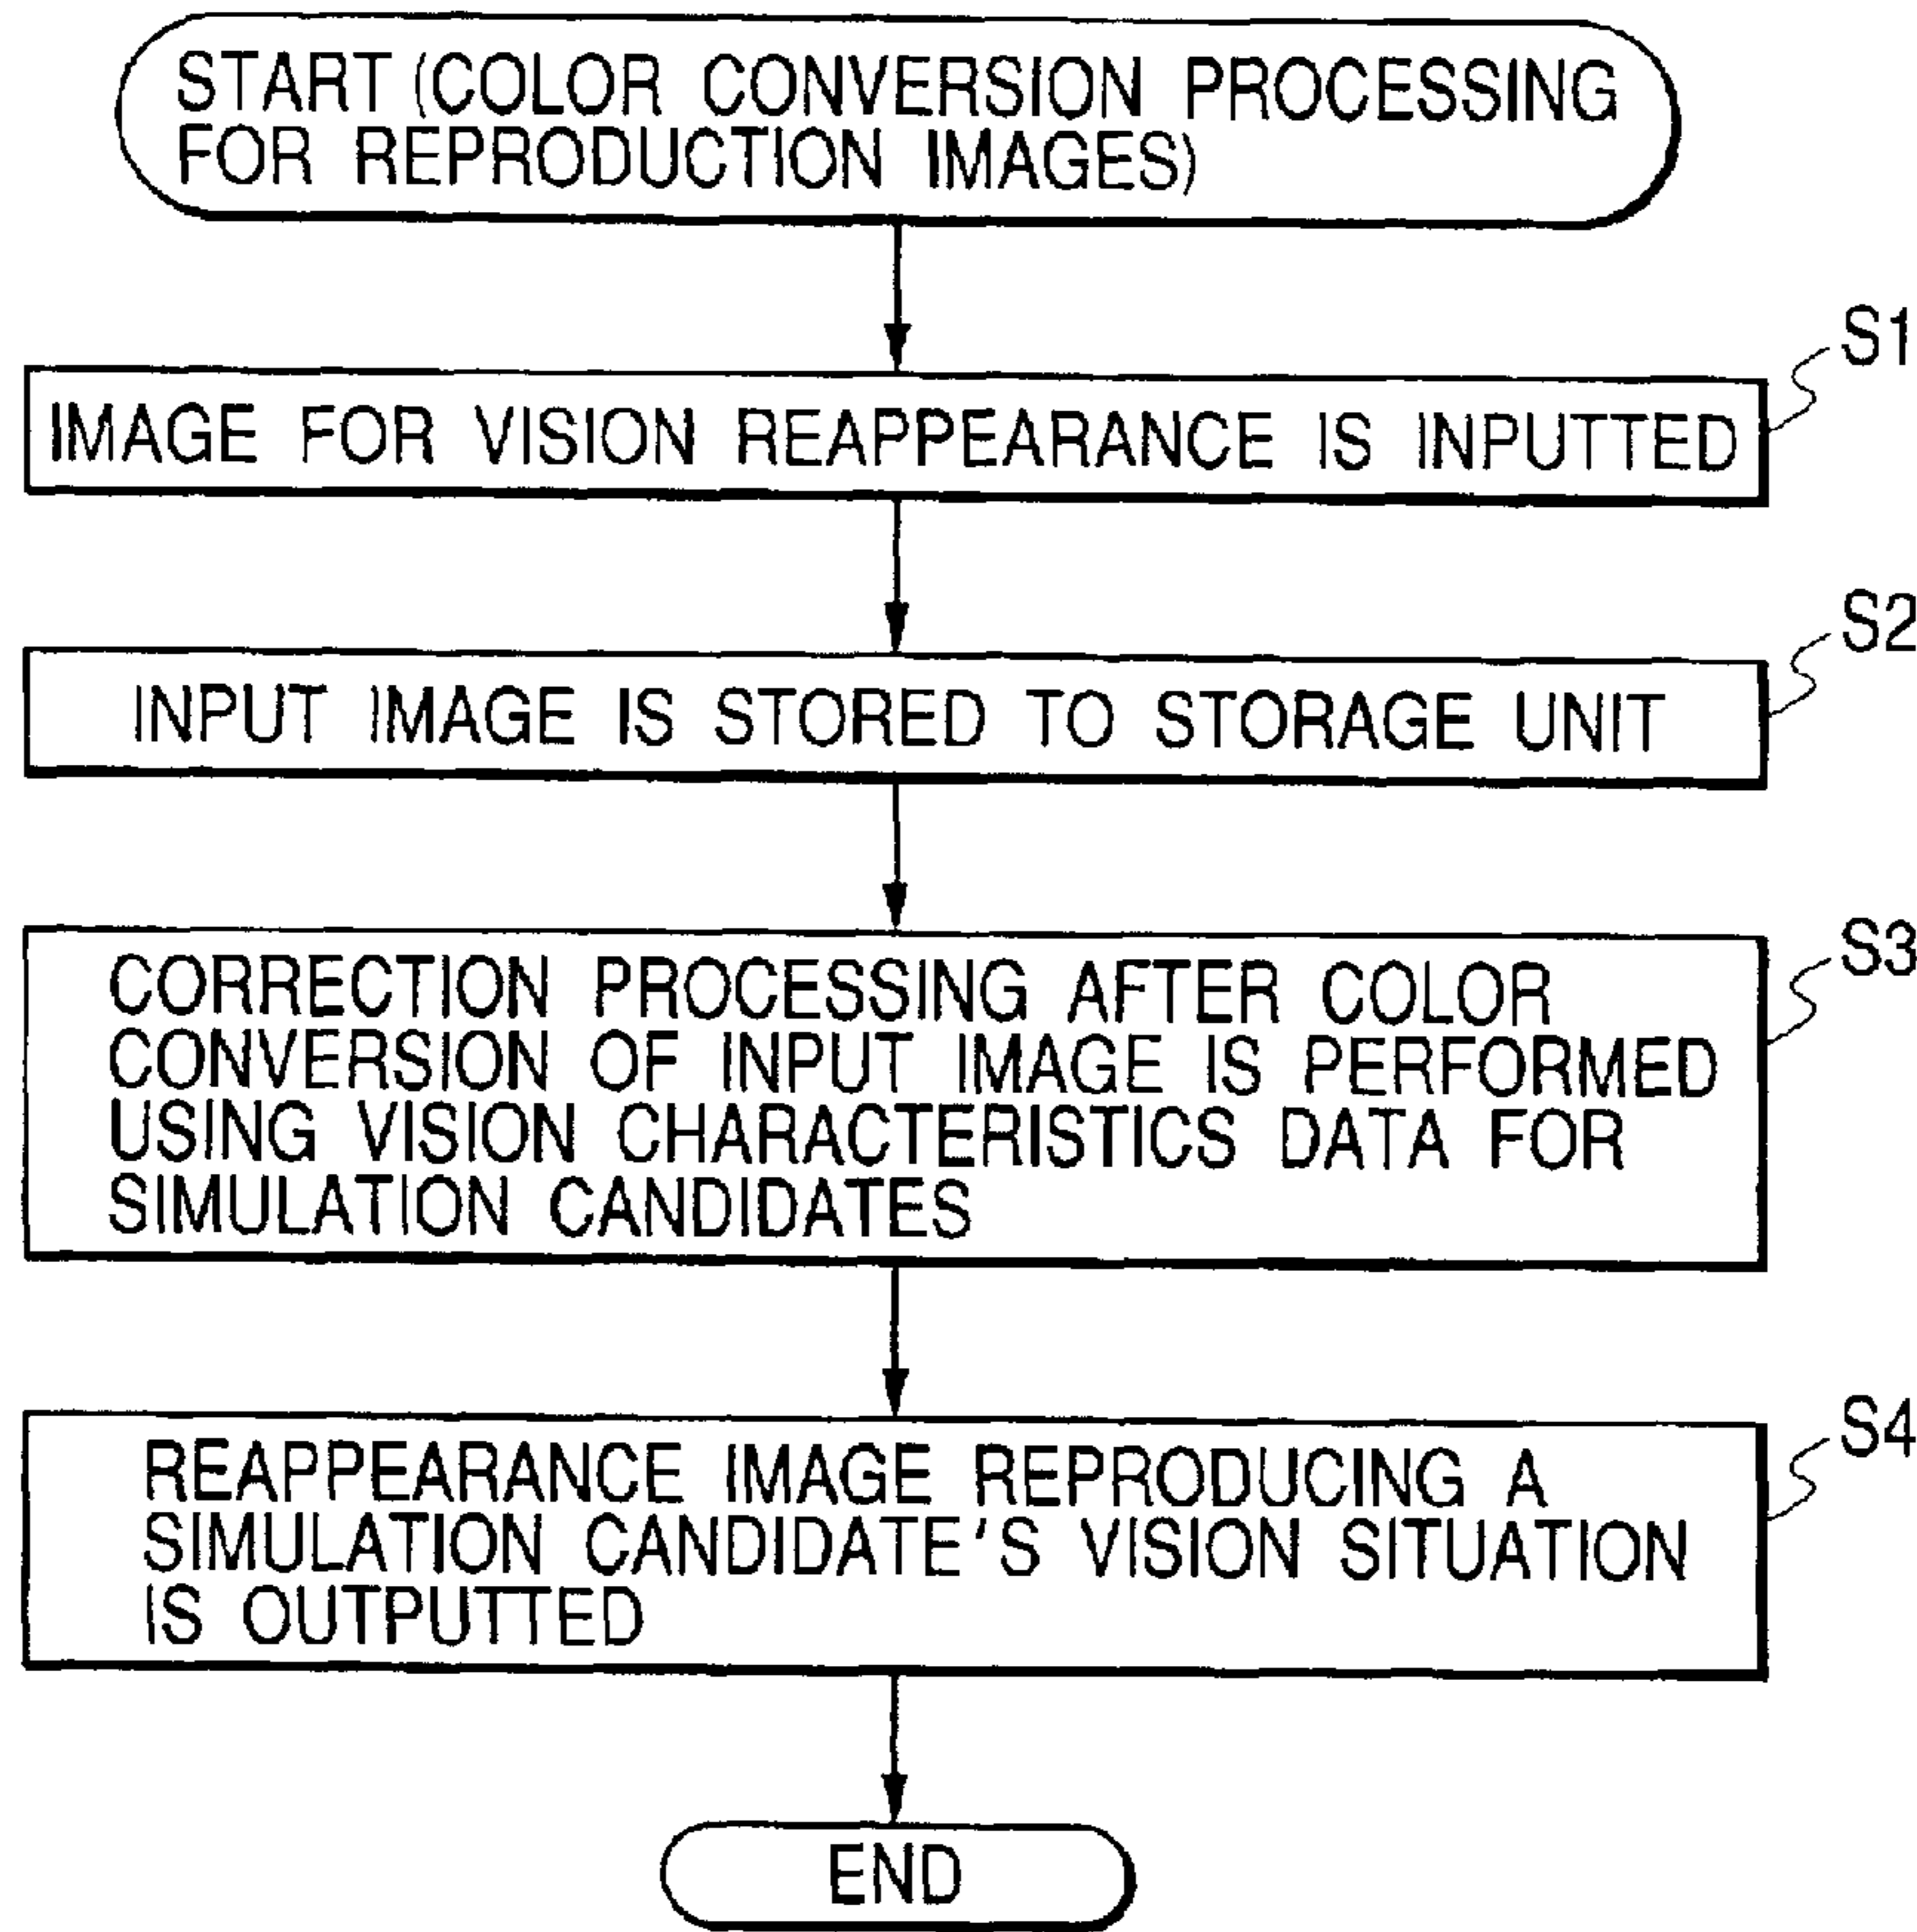 START (COLOR CONVERSION PROCESSING
FOR REPRODUCTION IMAGES)
S1
IMAGE FOR VISION REAPPEARANCE IS INPUTTED
S2
INPUT IMAGE IS STORED TO STORAGE UNIT
S3
CORRECTION PROCESSING AFTER COLOR
CONVERSION OF INPUT IMAGE IS PERFORMED
USING VISION CHARACTERISTICS DATA FOR
SIMULATION CANDIDATES
S4
REAPPEARANCE IMAGE REPRODUCING A
SIMULATION CANDIDATE'S VISION SITUATION
IS OUTPUTTED
END